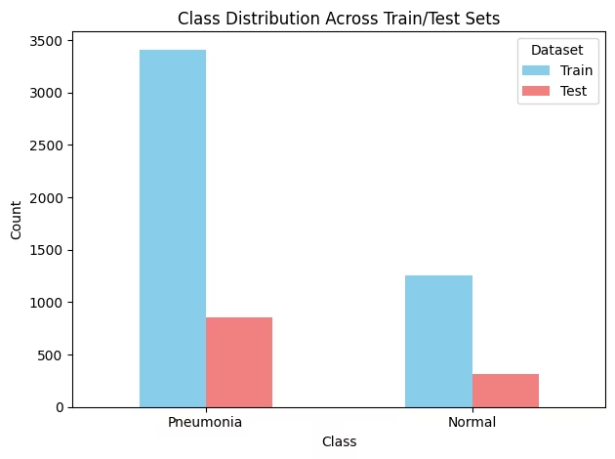 Class Distribution Across Train/Test Sets
Dataset
Train
Test
3500
3000
2500
2000
1500
1000
500
0
Count
Pneumonia
Normal
Class